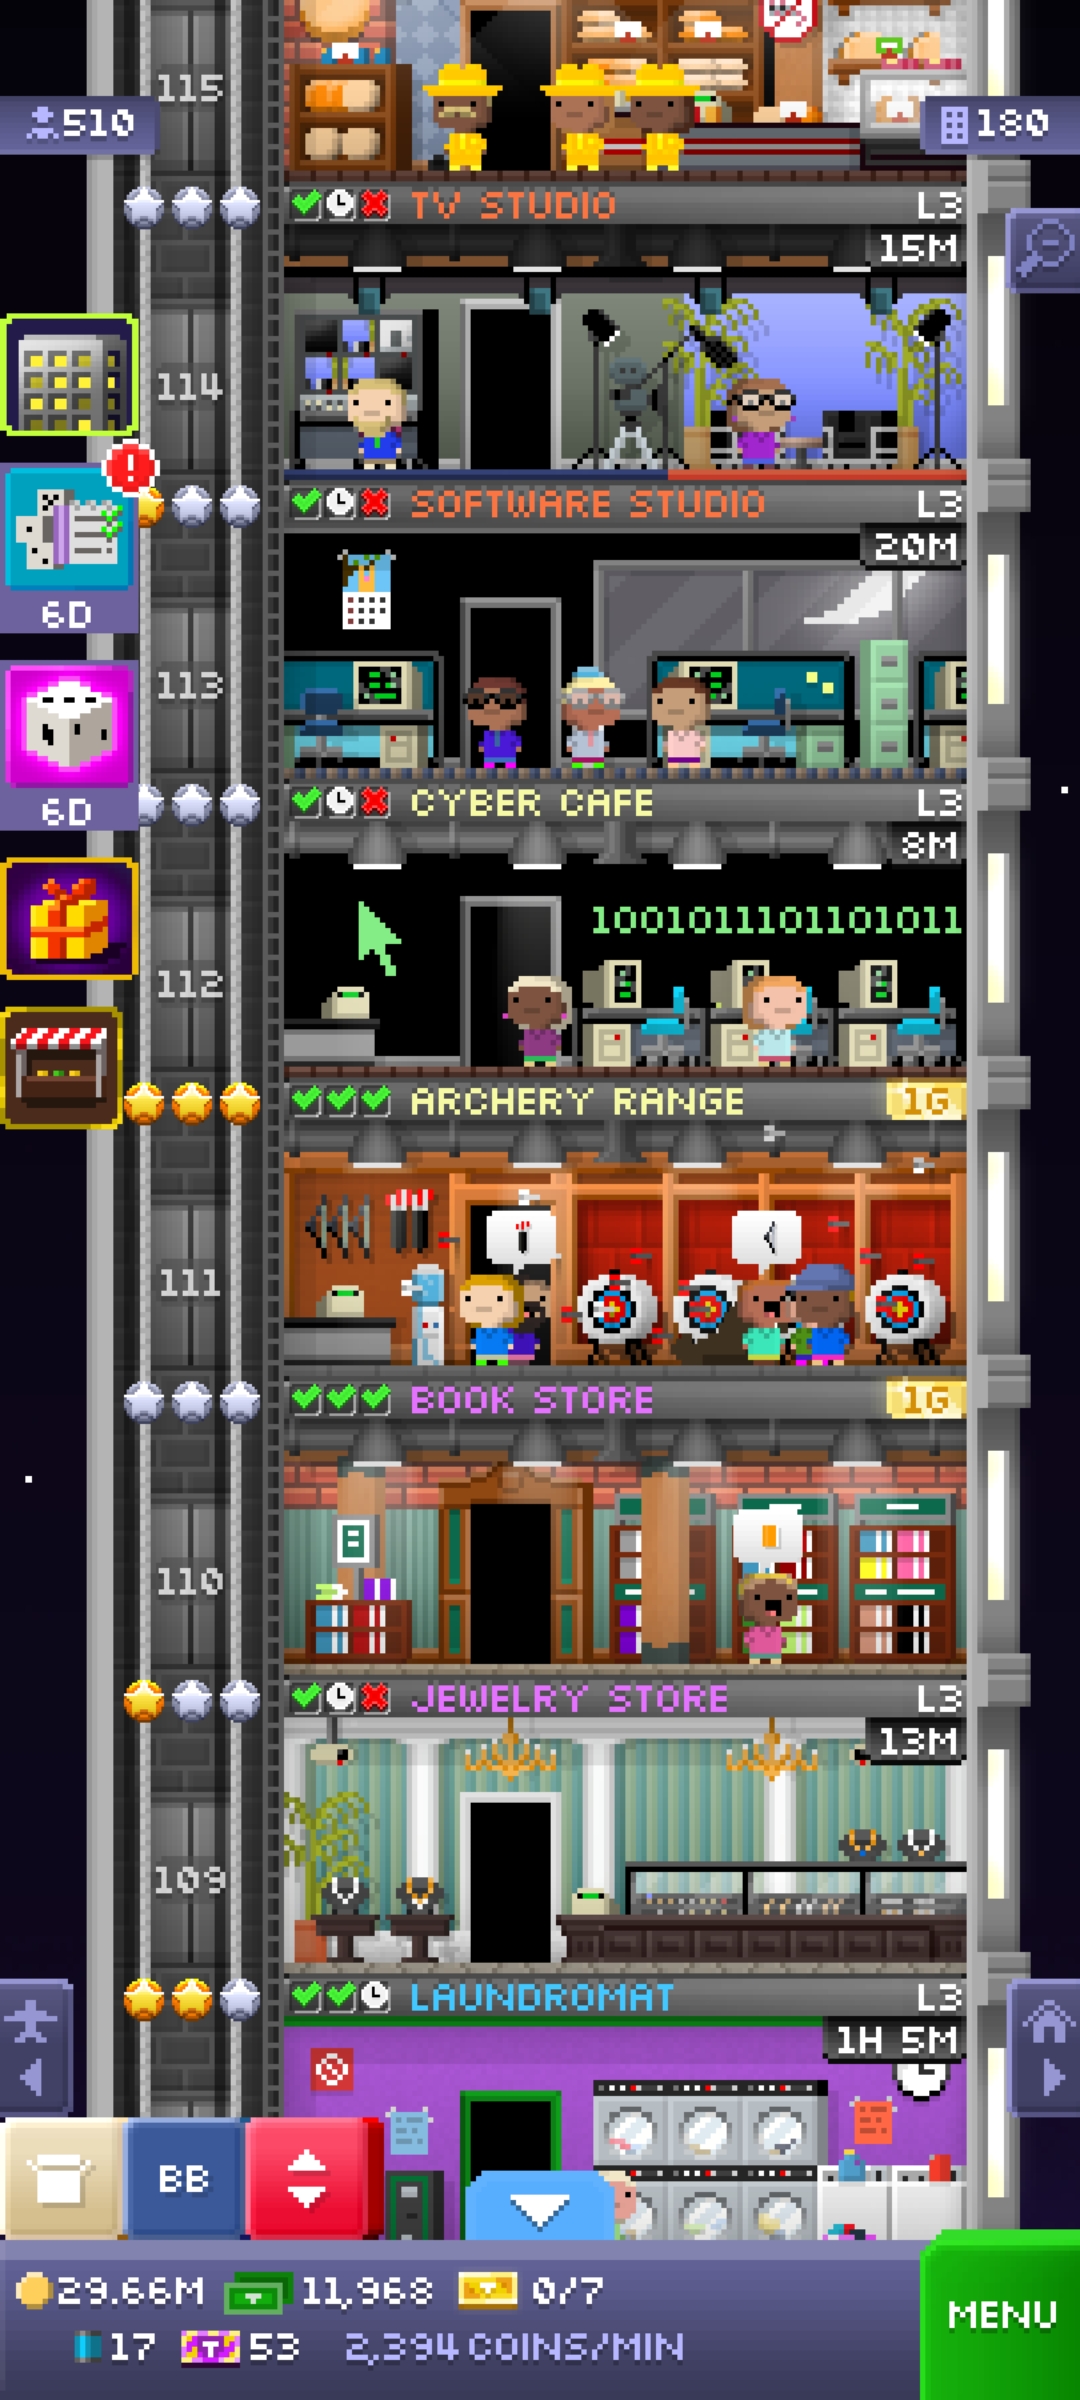 115
510
180
TV STUDIO L3
15M
114
SOFTWARE STUDIO L3
20M
6D
113
6D
CYBER CAFE L3
8M
1001011101101011
112
ARCHERY RANGE 1G
111
BOOK STORE 1G
110
JEWELRY STORE L3
13M
109
LAUNDROMAT L3
1H 5M
BB
29.66M 11,968 0/7
MENU
17 53 2,394 COINS/MIN